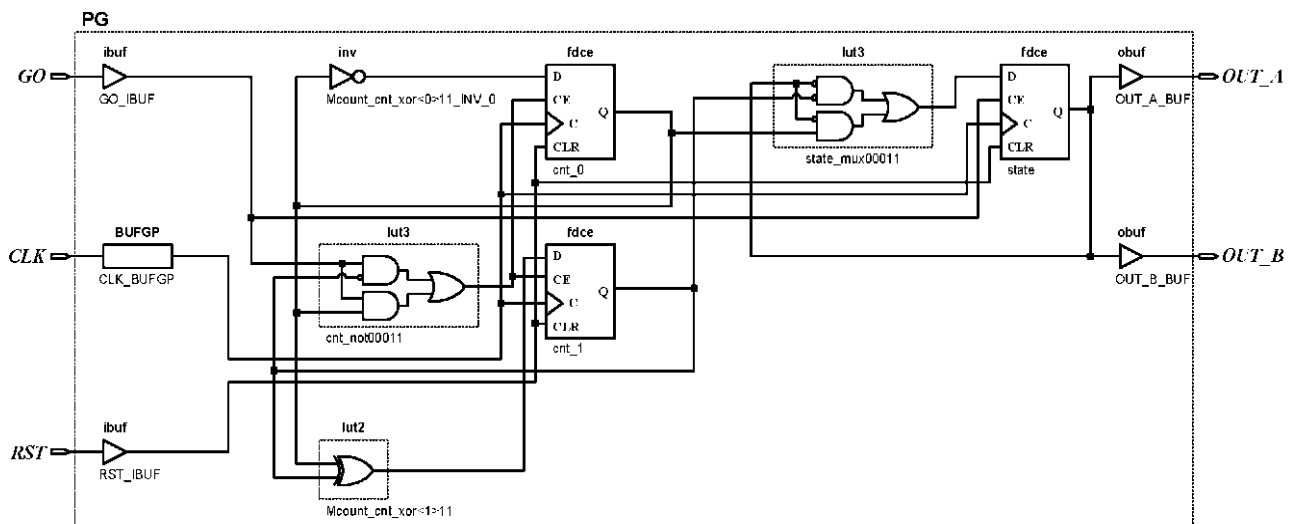 PG
ibuf
inv
fdce
lut3
fdce
obuf
GO
D
CE
C
CLR
Q
D
CE
C
CLR
Q
OUT_A
GO_IBUF
Mcount_cnt_xor<0>11_INV_0
OUT_A_BUF
cnt_0
state_mux00011
state
BUFGP
lut3
fdce
obuf
CLK
D
CE
C
CLR
Q
OUT_B
CLK_BUFGP
OUT_B_BUF
cnt_not00011
cnt_1
ibuf
lut2
RST
RST_IBUF
Mcount_cnt_xor<1>11